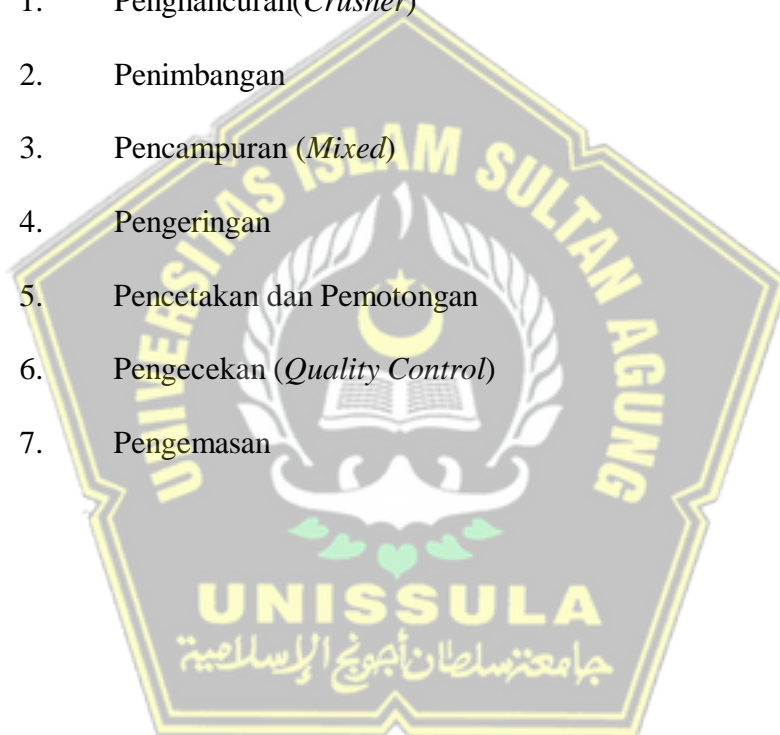 1. Penghancuran(Crusher)
2. Penimbangan
3. Pencampuran (Mixed)
4. Pengeringan
5. Pencetakan dan Pemotongan
6. Pengecekan (Quality Control)
7. Pengemasan
UNIVERSITAS ISLAM SULTAN AGUNG
UNISSULA
جامعة سلطان أجونج الإسلامية